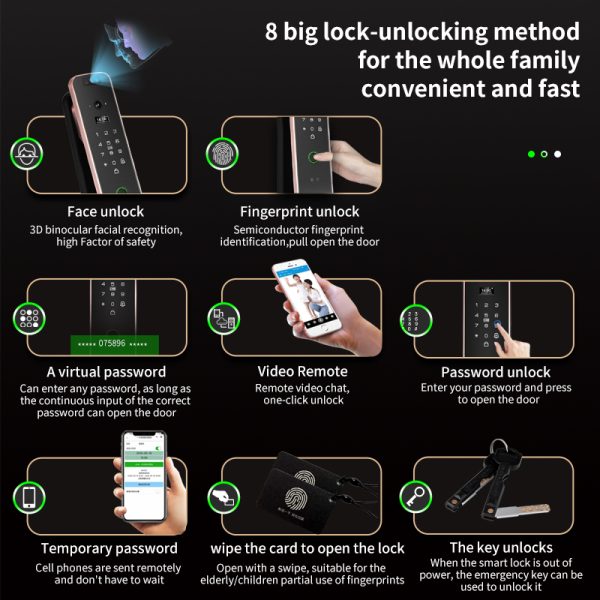 8 big lock-unlocking method
for the whole family
convenient and fast
Face unlock
3D binocular facial recognition,
high Factor of safety
Fingerprint unlock
Semiconductor fingerprint
identification,pull open the door
***** 075896 *****
A virtual password
Can enter any password, as long as
the continuous input of the correct
password can open the door
Video Remote
Remote video chat,
one-click unlock
Password unlock
Enter your password and press
to open the door
Temporary password
Cell phones are sent remotely
and don't have to wait
wipe the card to open the lock
Open with a swipe, suitable for the
elderly/children partial use of fingerprints
The key unlocks
When the smart lock is out of
power, the emergency key can be
used to unlock it